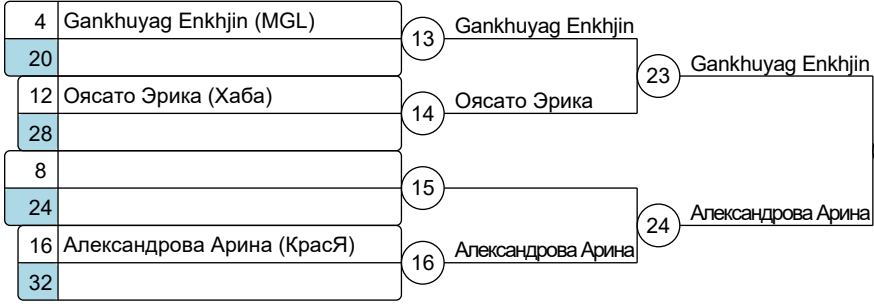 4 Gankhuyag Enkhjin (MGL)
20
13
Gankhuyag Enkhjin
12 Оясато Эрика (Хаба)
28
14
Оясато Эрика
23
Gankhuyag Enkhjin
8
24
15
16 Александрова Арина (КрасЯ)
32
16
Александрова Арина
24
Александрова Арина